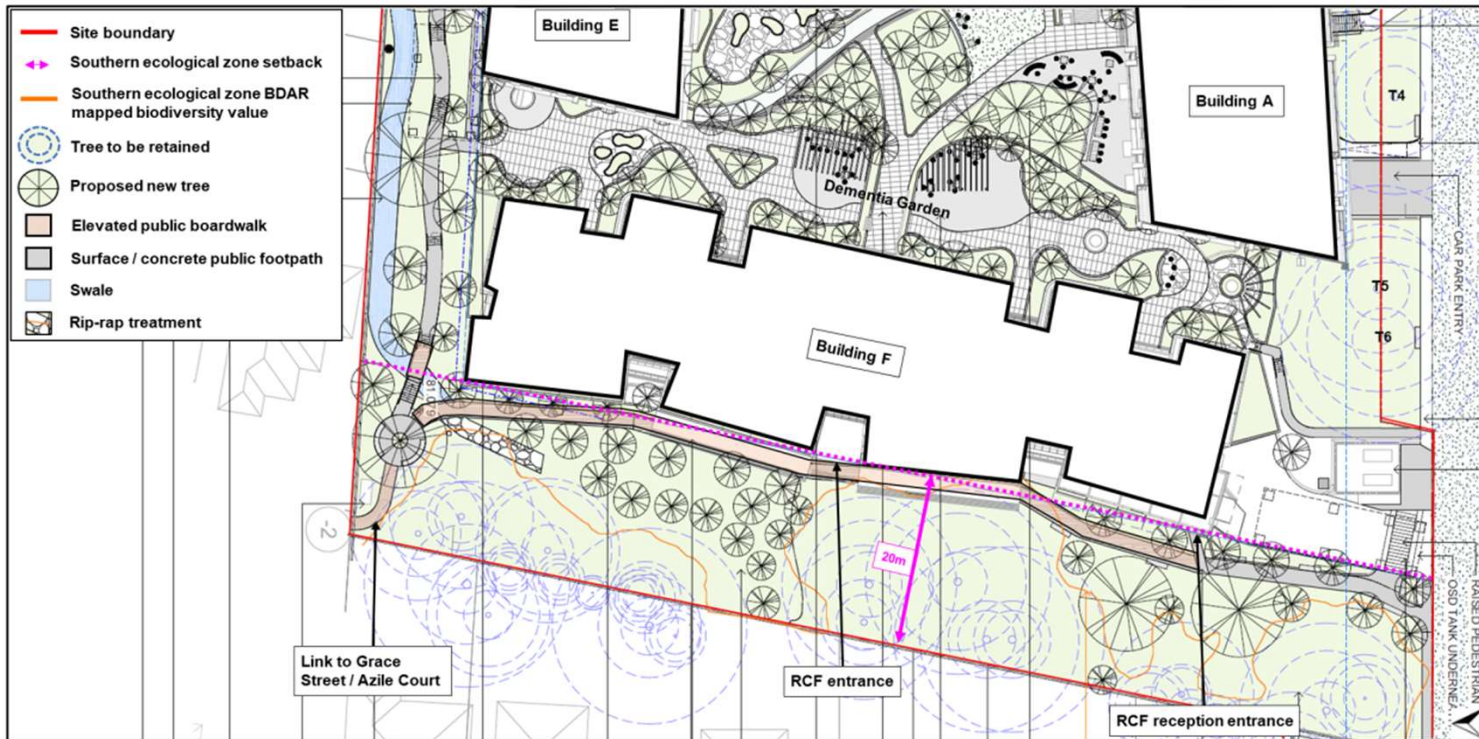 Site boundary
Southern ecological zone setback
Southern ecological zone BDAR
mapped biodiversity value
Tree to be retained
Proposed new tree
Elevated public boardwalk
Surface / concrete public footpath
Swale
Rip-rap treatment
Building E
Building A
T4
Dementia Garden
CAR PARK ENTRY
T5
T6
Building F
-2
20m
Link to Grace
Street / Azile Court
RCF entrance
RCF reception entrance
OSD TANK